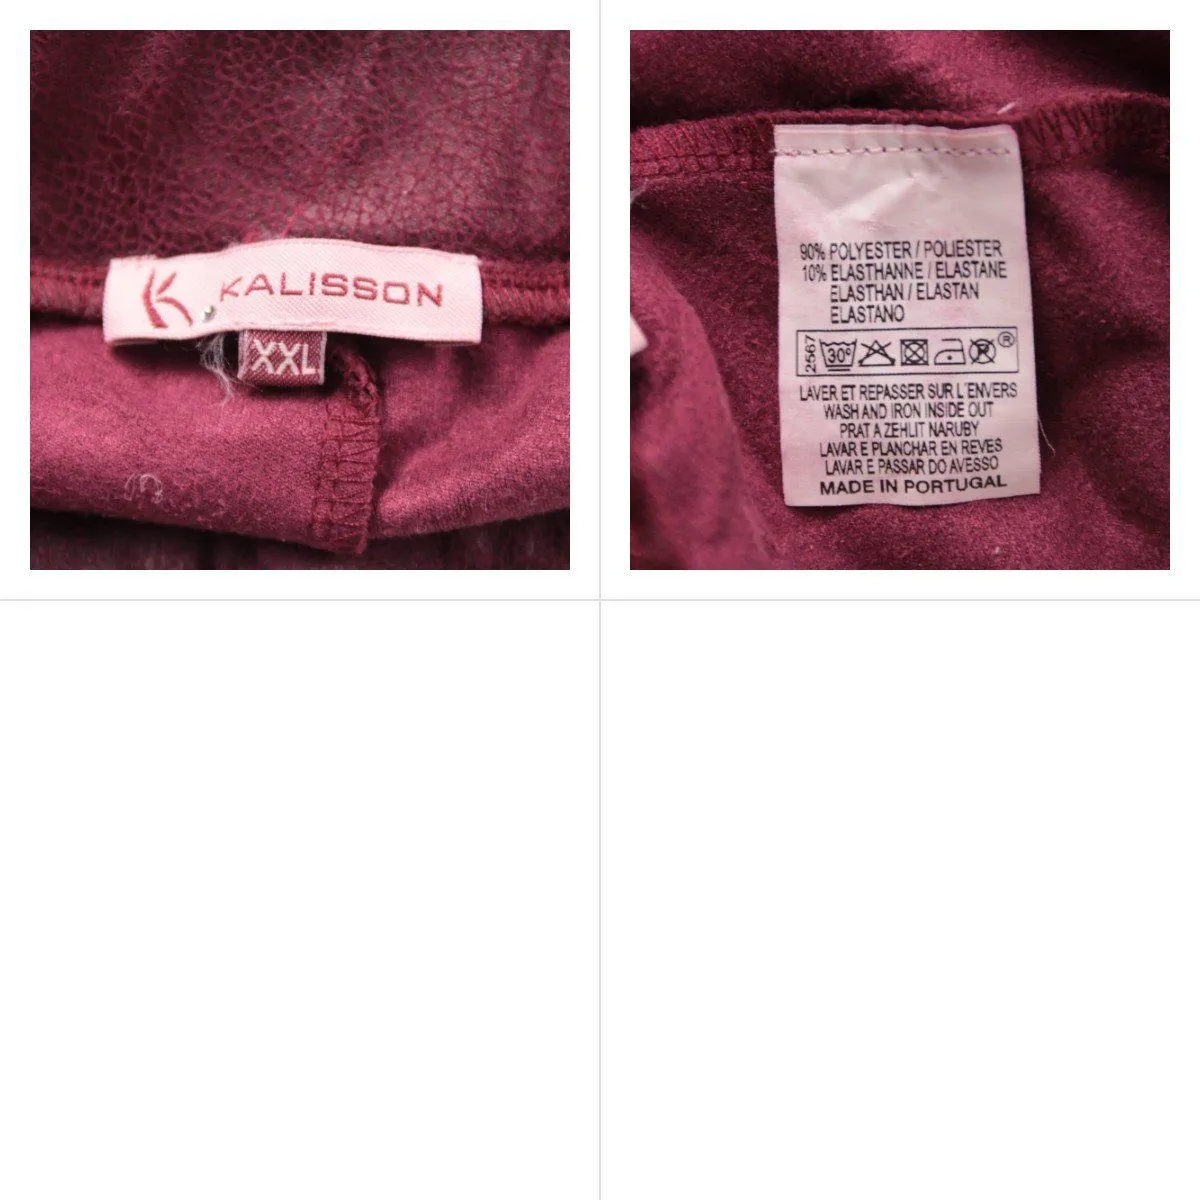 KALISSON
XXL
90% POLYESTER / POLIESTER
10% ELASTHANNE / ELASTANE
ELASTHAN / ELASTAN
ELASTANO
2567
30°
®
LAVER ET REPASSER SUR L'ENVERS
WASH AND IRON INSIDE OUT
PRAT A ZEHLIT NARUBY
LAVAR E PLANCHAR EN REVES
LAVAR E PASSAR DO AVESSO
MADE IN PORTUGAL